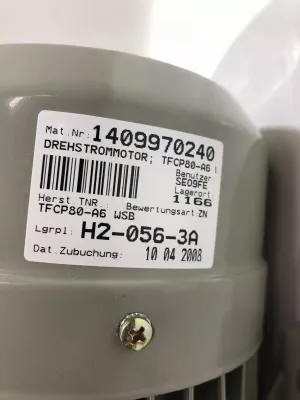 Mat.Nr: 1409970240
DREHSTROMMOTOR; TFCP80-A6
Benutzer
SE09FE
Lagerort:
1166
Herst.TNR.: Bewertungsart: ZN
TFCP80-A6 WSB
Lgrpl: H2-056-3A
Dat. Zubuchung: 10 04 2008